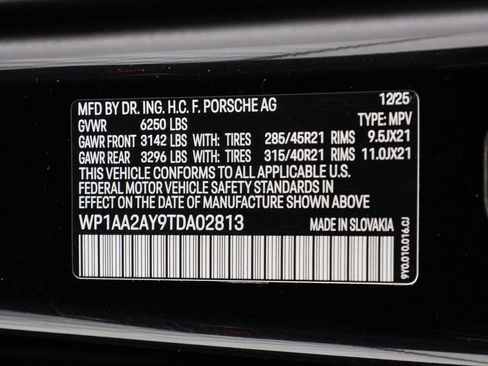 MFD BY DR. ING. H.C. F. PORSCHE AG 12/25
GVWR 6250 LBS TYPE: MPV
GAWR FRONT 3142 LBS WITH: TIRES 285/45R21 RIMS 9.5JX21
GAWR REAR 3296 LBS WITH: TIRES 315/40R21 RIMS 11.0JX21
THIS VEHICLE CONFORMS TO ALL APPLICABLE U.S.
FEDERAL MOTOR VEHICLE SAFETY STANDARDS IN
EFFECT ON THE DATE OF MANUFACTURE SHOWN ABOVE
WP1AA2AY9TDA02813 MADE IN SLOVAKIA
9Y0.010.016.CJ